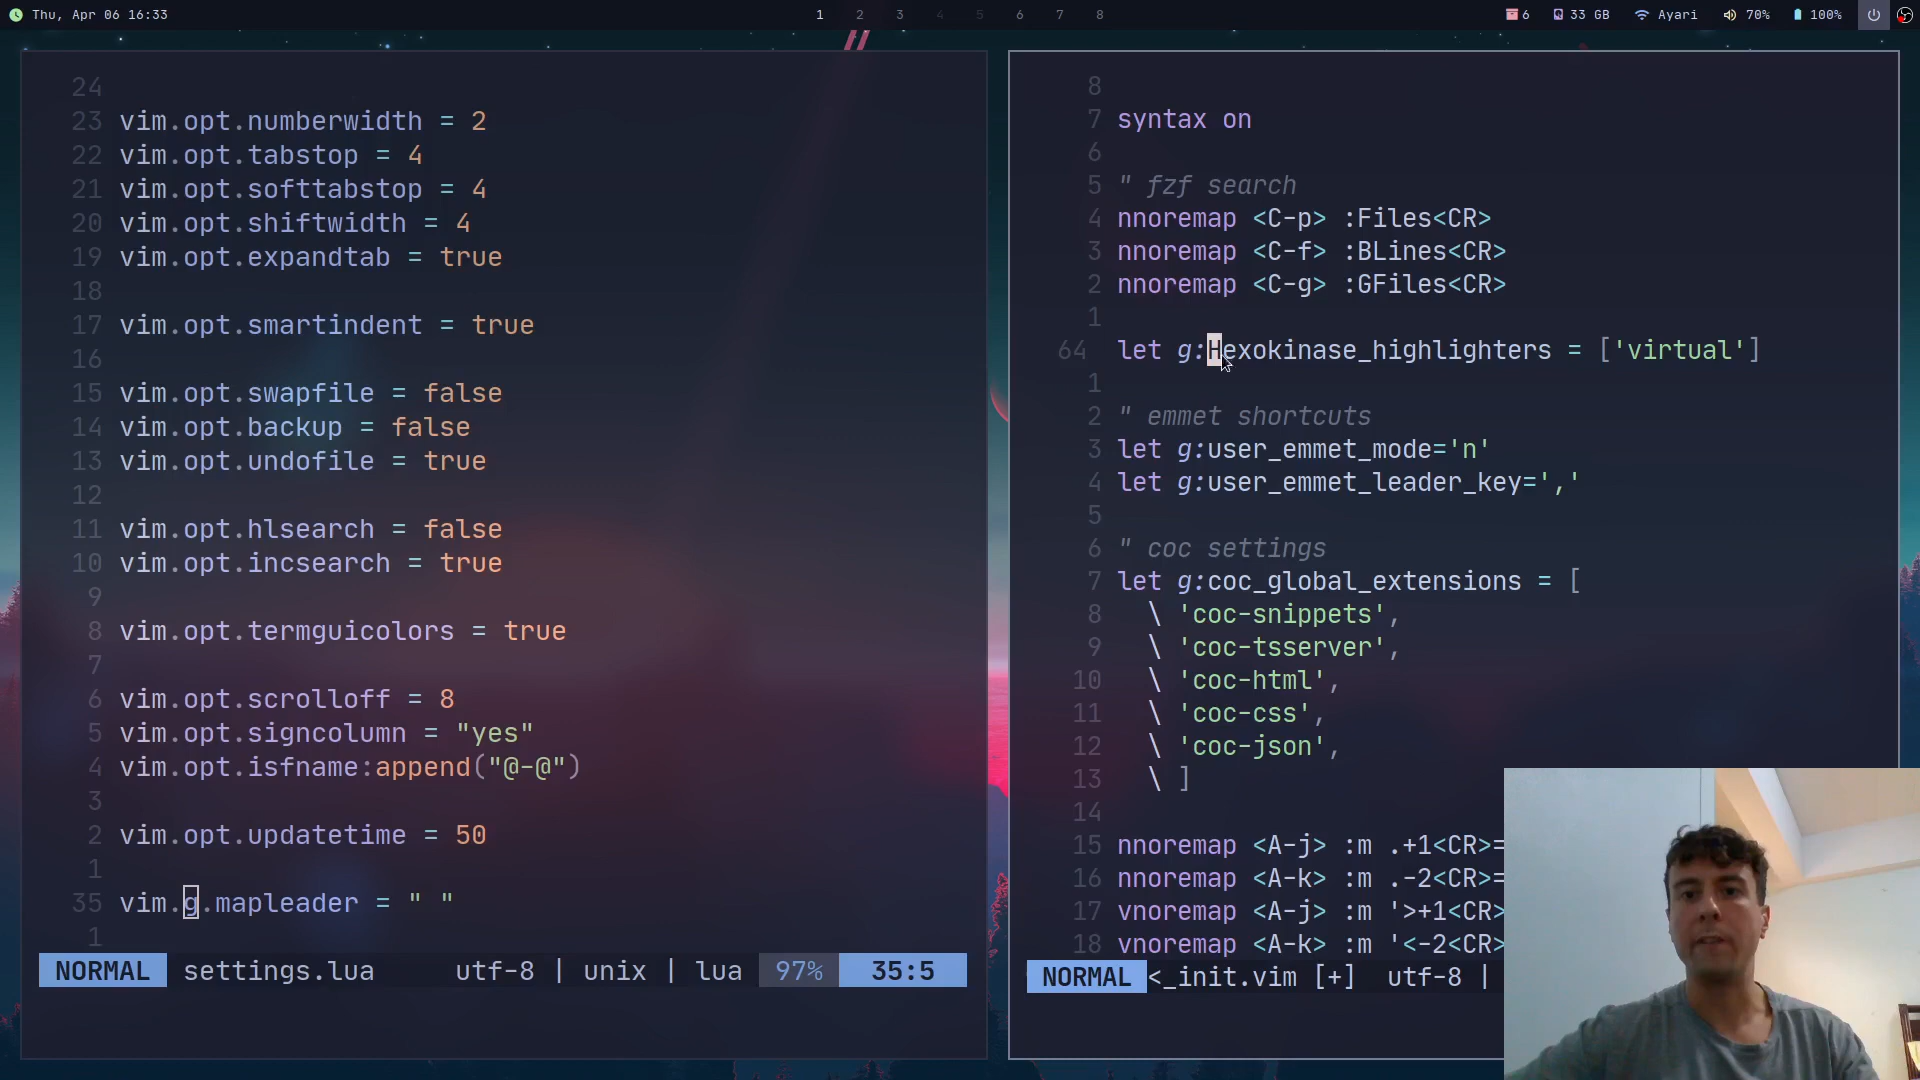 Thu, Apr 06 16:33
1 2 3 4 5 6 7 8
6 33 GB Ayari 70% 100%
24
23 vim.opt.numberwidth = 2
22 vim.opt.tabstop = 4
21 vim.opt.softtabstop = 4
20 vim.opt.shiftwidth = 4
19 vim.opt.expandtab = true
18
17 vim.opt.smartindent = true
16
15 vim.opt.swapfile = false
14 vim.opt.backup = false
13 vim.opt.undofile = true
12
11 vim.opt.hlsearch = false
10 vim.opt.incsearch = true
9
8 vim.opt.termguicolors = true
7
6 vim.opt.scrolloff = 8
5 vim.opt.signcolumn = "yes"
4 vim.opt.isfname:append("@-@")
3
2 vim.opt.updatetime = 50
1
35 vim.g.mapleader = " "
1
NORMAL settings.lua utf-8 | unix | lua 97% 35:5
8
7 syntax on
6
5 " fzf search
4 nnoremap <C-p> :Files<CR>
3 nnoremap <C-f> :BLines<CR>
2 nnoremap <C-g> :GFiles<CR>
1
64 let g:Hexokinase_highlighters = ['virtual']
1
2 " emmet shortcuts
3 let g:user_emmet_mode='n'
4 let g:user_emmet_leader_key=','
5
6 " coc settings
7 let g:coc_global_extensions = [
8 \ 'coc-snippets',
9 \ 'coc-tsserver',
10 \ 'coc-html',
11 \ 'coc-css',
12 \ 'coc-json',
13 \ ]
14
15 nnoremap <A-j> :m .+1<CR>=
16 nnoremap <A-k> :m .-2<CR>=
17 vnoremap <A-j> :m '>+1<CR>
18 vnoremap <A-k> :m '<-2<CR>
NORMAL <_init.vim [+] utf-8 |